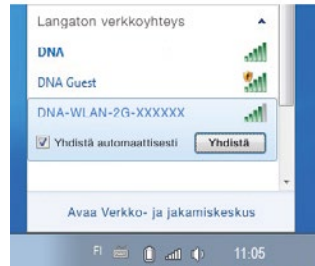 Langaton verkkoyhteys
DNA
DNA Guest
DNA-WLAN-2G-XXXXXX
Yhdistä automaattisesti Yhdistä
Avaa Verkko- ja jakamiskeskus
FI 11:05